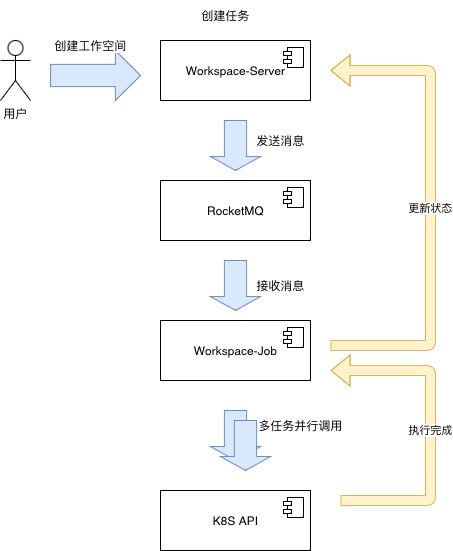 创建任务
创建工作空间
Workspace-Server
用户
发送消息
RocketMQ
更新状态
接收消息
Workspace-Job
多任务并行调用
执行完成
K8S API